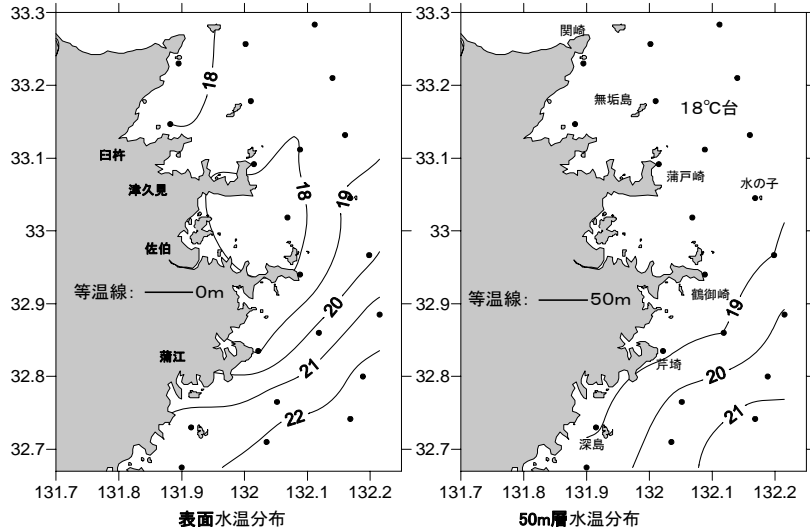 33.3
33.2
33.1
33
32.9
32.8
32.7
131.7 131.8 131.9 132 132.1 132.2
18
18
19
20
21
22
臼杵
津久見
佐伯
等温線: 0m
蒲江
表面水温分布
33.3
33.2
33.1
33
32.9
32.8
32.7
131.7 131.8 131.9 132 132.1 132.2
関崎
無垢島
18℃台
蒲戸崎
水の子
等温線: 50m
鶴御崎
19
芹埼
20
21
深島
50m層水温分布